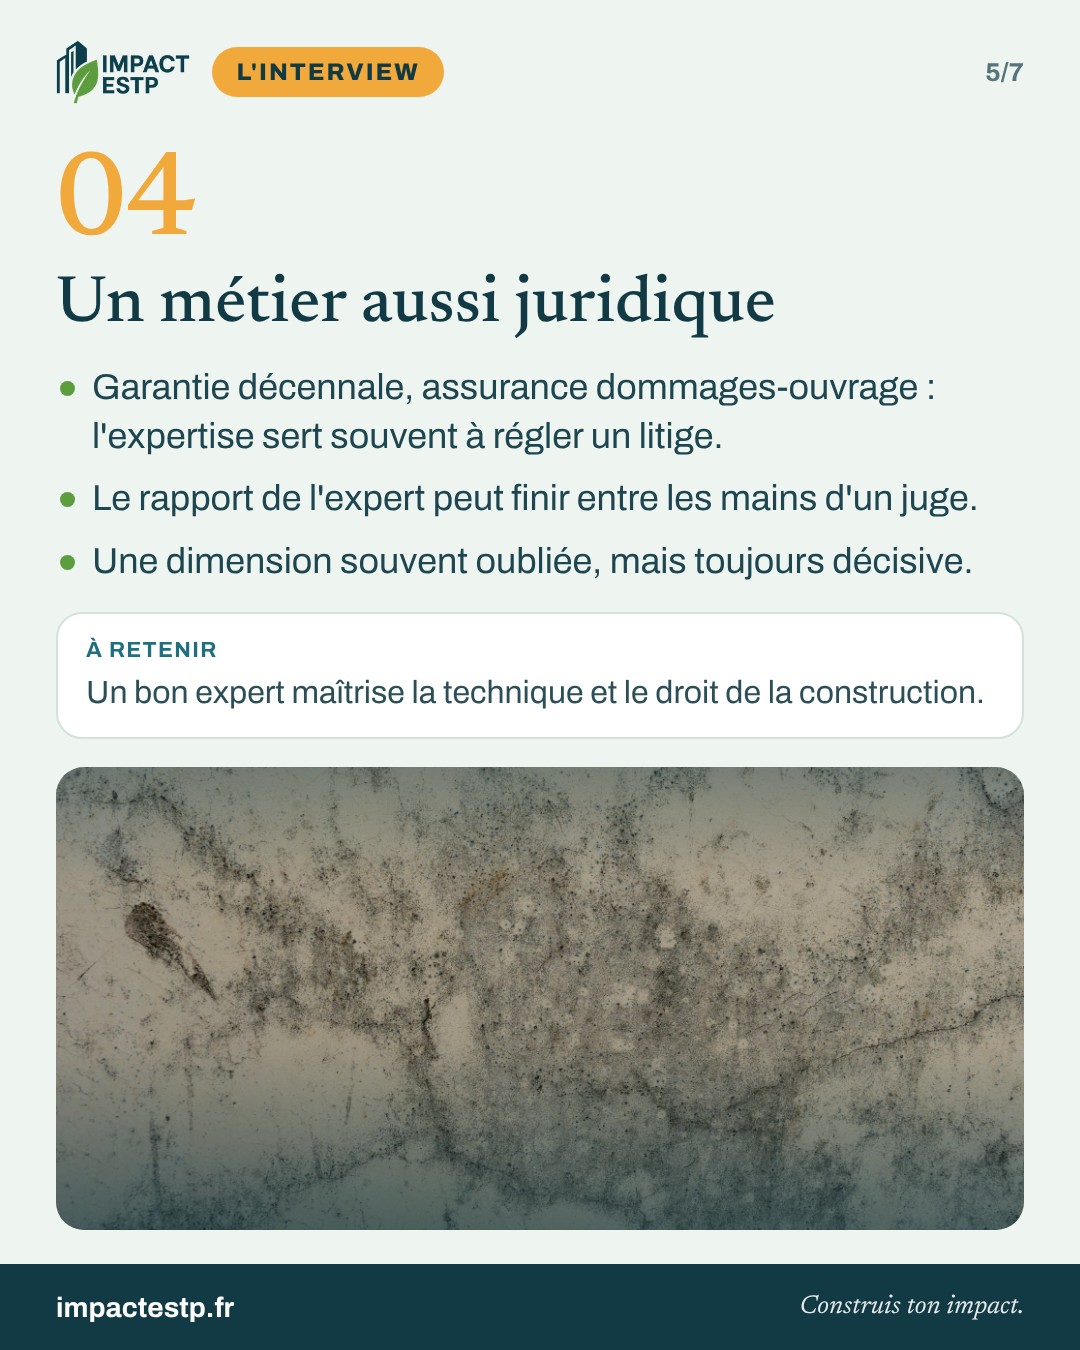 IMPACT
ESTP
L'INTERVIEW
5/7
04
Un métier aussi juridique
Garantie décennale, assurance dommages-ouvrage :
l'expertise sert souvent à régler un litige.
Le rapport de l'expert peut finir entre les mains d'un juge.
Une dimension souvent oubliée, mais toujours décisive.
À RETENIR
Un bon expert maîtrise la technique et le droit de la construction.
impactestp.fr
Construis ton impact.